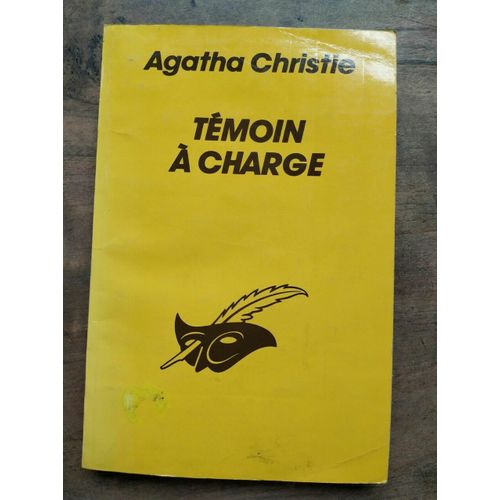 Agatha Christie
TÉMOIN
À CHARGE